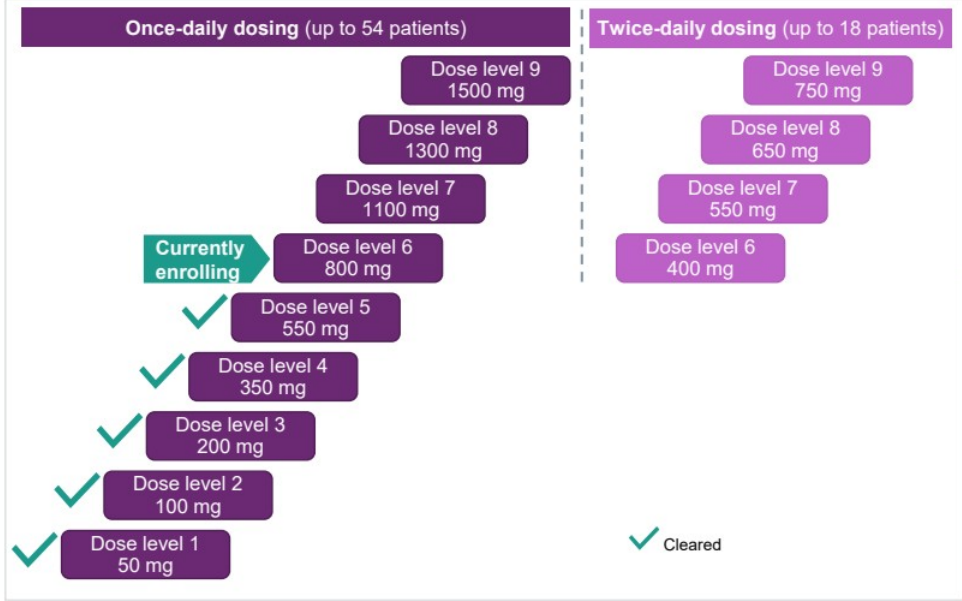 Once-daily dosing (up to 54 patients)
Twice-daily dosing (up to 18 patients)
Dose level 9
1500 mg
Dose level 9
750 mg
Dose level 8
1300 mg
Dose level 8
650 mg
Dose level 7
1100 mg
Dose level 7
550 mg
Currently
enrolling
Dose level 6
800 mg
Dose level 6
400 mg
Dose level 5
550 mg
Dose level 4
350 mg
Dose level 3
200 mg
Dose level 2
100 mg
Dose level 1
50 mg
Cleared